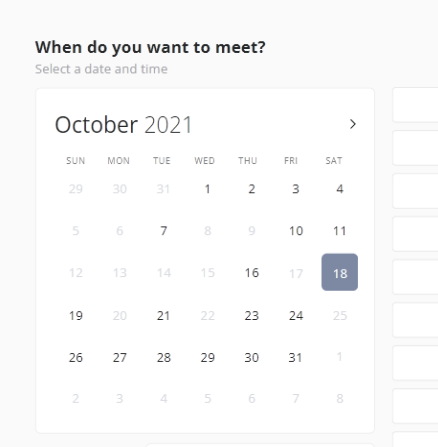 When do you want to meet?
Select a date and time
October 2021
SUN MON TUE WED THU FRI SAT
29 30 31 1 2 3 4
5 6 7 8 9 10 11
12 13 14 15 16 17 18
19 20 21 22 23 24 25
26 27 28 29 30 31 1
2 3 4 5 6 7 8